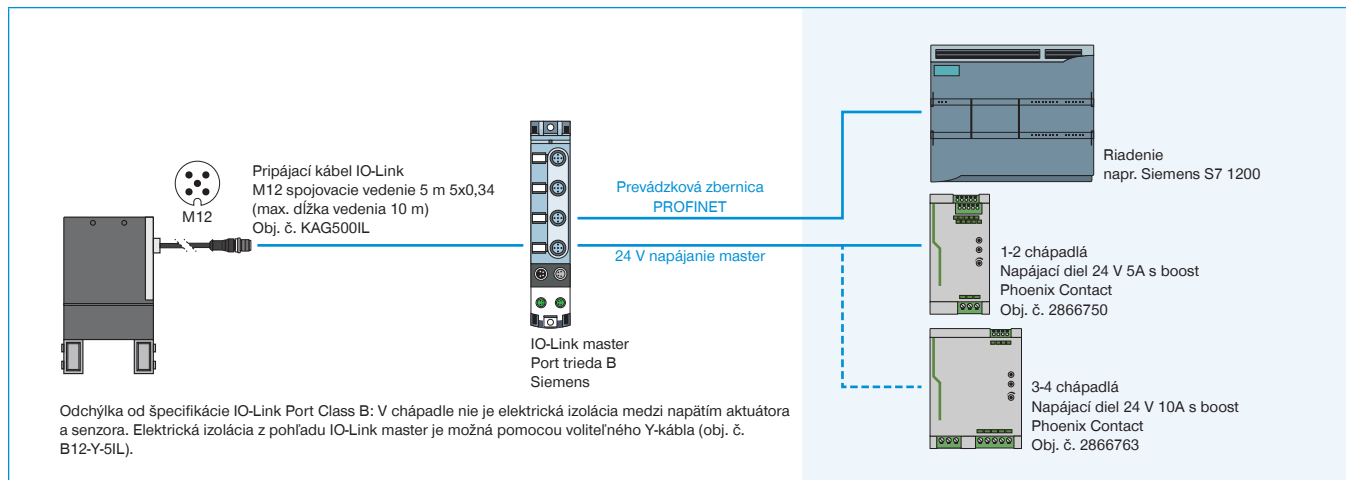 M12
Pripájací kábel IO-Link
M12 spojovacie vedenie 5 m 5x0,34
(max. dĺžka vedenia 10 m)
Obj. č. KAG500IL
IO-Link master
Port trieda B
Siemens
Prevádzková zbernica
PROFINET
24 V napájanie master
Riadenie
napr. Siemens S7 1200
1-2 chápadlá
Napájací diel 24 V 5A s boost
Phoenix Contact
Obj. č. 2866750
3-4 chápadlá
Napájací diel 24 V 10A s boost
Phoenix Contact
Obj. č. 2866763
Odchýlka od špecifikácie IO-Link Port Class B: V chápadle nie je elektrická izolácia medzi napätím aktuátora
a senzora. Elektrická izolácia z pohľadu IO-Link master je možná pomocou voliteľného Y-kábla (obj. č.
B12-Y-5IL).